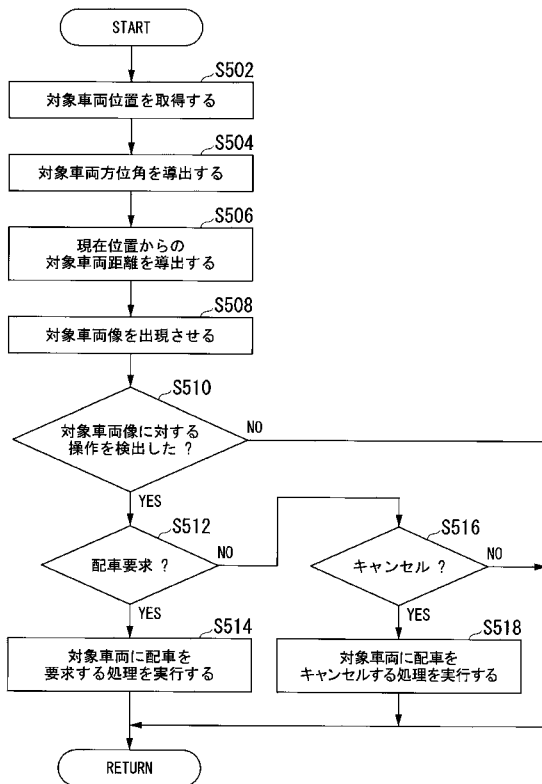 START
S502
対象車両位置を取得する
S504
対象車両方位角を導出する
S506
現在位置からの
対象車両距離を導出する
S508
対象車両像を出現させる
S510
対象車両像に対する
操作を検出した ?
NO
YES
S512
配車要求 ?
NO
YES
S516
キャンセル ?
NO
YES
S514
対象車両に配車を
要求する処理を実行する
S518
対象車両に配車を
キャンセルする処理を実行する
RETURN